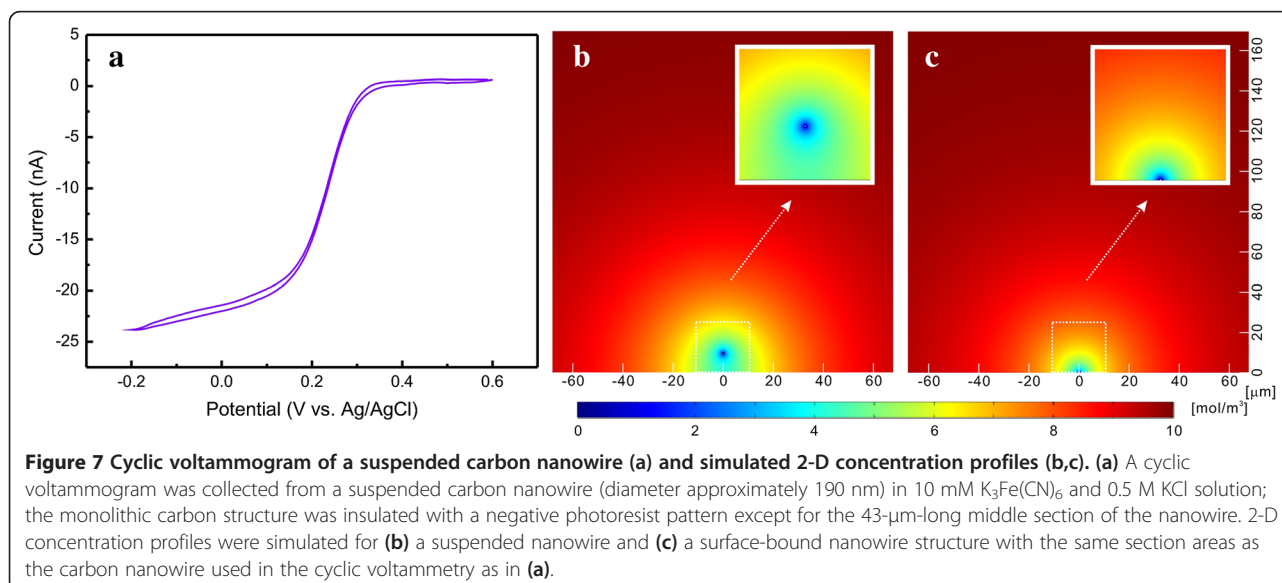 a
5
0
-5
-10
-15
-20
-25
Current (nA)
-0.2 0.0 0.2 0.4 0.6
Potential (V vs. Ag/AgCl)
b
-60 -40 -20 0 20 40 60
c
-60 -40 -20 0 20 40 60
160
140
120
100
80
60
40
20
0
[μm]
[mol/m³]
0 2 4 6 8 10
Figure 7 Cyclic voltammogram of a suspended carbon nanowire (a) and simulated 2-D concentration profiles (b,c). (a) A cyclic
voltammogram was collected from a suspended carbon nanowire (diameter approximately 190 nm) in 10 mM K₃Fe(CN)₆ and 0.5 M KCl solution;
the monolithic carbon structure was insulated with a negative photoresist pattern except for the 43-μm-long middle section of the nanowire. 2-D
concentration profiles were simulated for (b) a suspended nanowire and (c) a surface-bound nanowire structure with the same section areas as
the carbon nanowire used in the cyclic voltammetry as in (a).